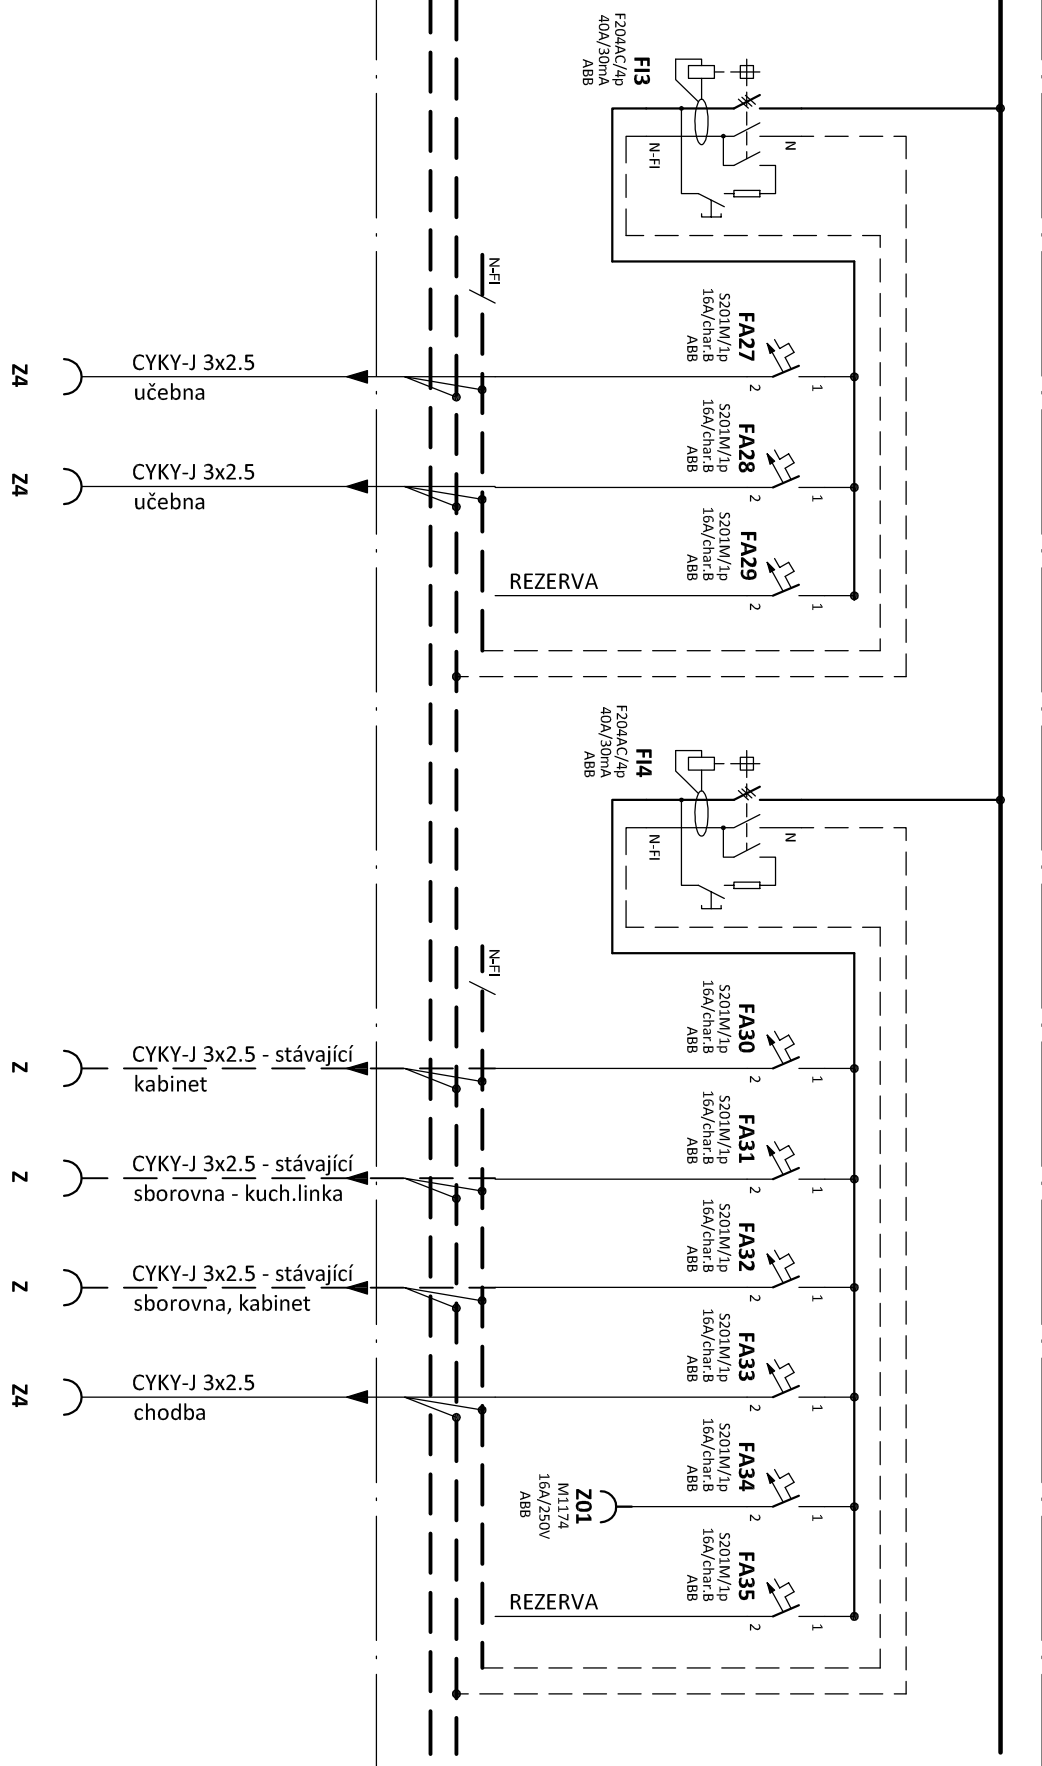 FI3
F204AC/4p
40A/30mA
ABB
N
N-FI
N-FI
FA27
S201M/1p
16A/char.B
ABB
1
2
CYKY-J 3x2.5
učebna
Z4
FA28
S201M/1p
16A/char.B
ABB
1
2
CYKY-J 3x2.5
učebna
Z4
FA29
S201M/1p
16A/char.B
ABB
1
2
REZERVA
FI4
F204AC/4p
40A/30mA
ABB
N
N-FI
N-FI
FA30
S201M/1p
16A/char.B
ABB
1
2
CYKY-J 3x2.5 - stávající
kabinet
Z
FA31
S201M/1p
16A/char.B
ABB
1
2
CYKY-J 3x2.5 - stávající
sborovna - kuch.linka
Z
FA32
S201M/1p
16A/char.B
ABB
1
2
CYKY-J 3x2.5 - stávající
sborovna, kabinet
Z
FA33
S201M/1p
16A/char.B
ABB
1
2
CYKY-J 3x2.5
chodba
Z4
FA34
S201M/1p
16A/char.B
ABB
1
2
Z01
M1174
16A/250V
ABB
FA35
S201M/1p
16A/char.B
ABB
1
2
REZERVA